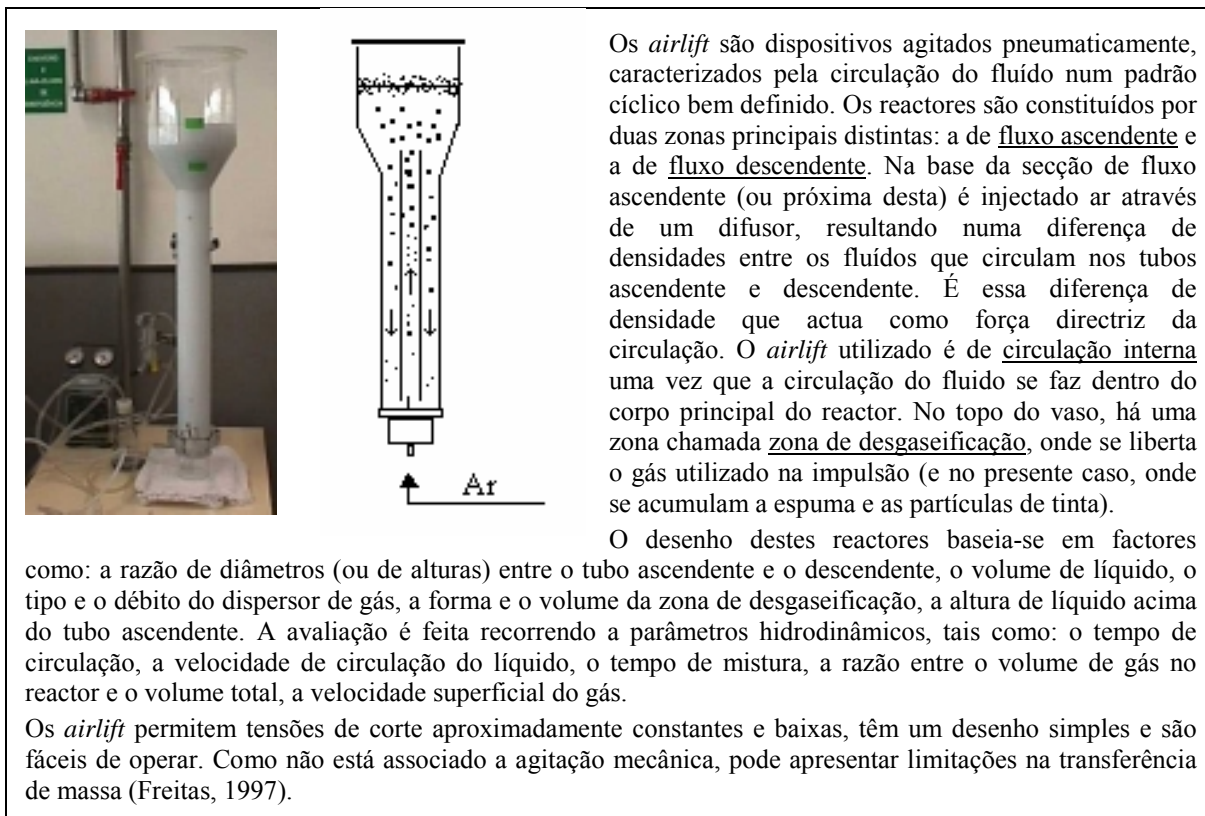 Os airlift são dispositivos agitados pneumaticamente,
caracterizados pela circulação do fluído num padrão
cíclico bem definido. Os reactores são constituídos por
duas zonas principais distintas: a de fluxo ascendente e
a de fluxo descendente. Na base da secção de fluxo
ascendente (ou próxima desta) é injectado ar através
de um difusor, resultando numa diferença de
densidades entre os fluídos que circulam nos tubos
ascendente e descendente. É essa diferença de
densidade que actua como força directriz da
circulação. O airlift utilizado é de circulação interna
uma vez que a circulação do fluido se faz dentro do
corpo principal do reactor. No topo do vaso, há uma
zona chamada zona de desgaseificação, onde se liberta
o gás utilizado na impulsão (e no presente caso, onde
se acumulam a espuma e as partículas de tinta).
Ar
O desenho destes reactores baseia-se em factores
como: a razão de diâmetros (ou de alturas) entre o tubo ascendente e o descendente, o volume de líquido, o
tipo e o débito do dispersor de gás, a forma e o volume da zona de desgaseificação, a altura de líquido acima
do tubo ascendente. A avaliação é feita recorrendo a parâmetros hidrodinâmicos, tais como: o tempo de
circulação, a velocidade de circulação do líquido, o tempo de mistura, a razão entre o volume de gás no
reactor e o volume total, a velocidade superficial do gás.
Os airlift permitem tensões de corte aproximadamente constantes e baixas, têm um desenho simples e são
fáceis de operar. Como não está associado a agitação mecânica, pode apresentar limitações na transferência
de massa (Freitas, 1997).